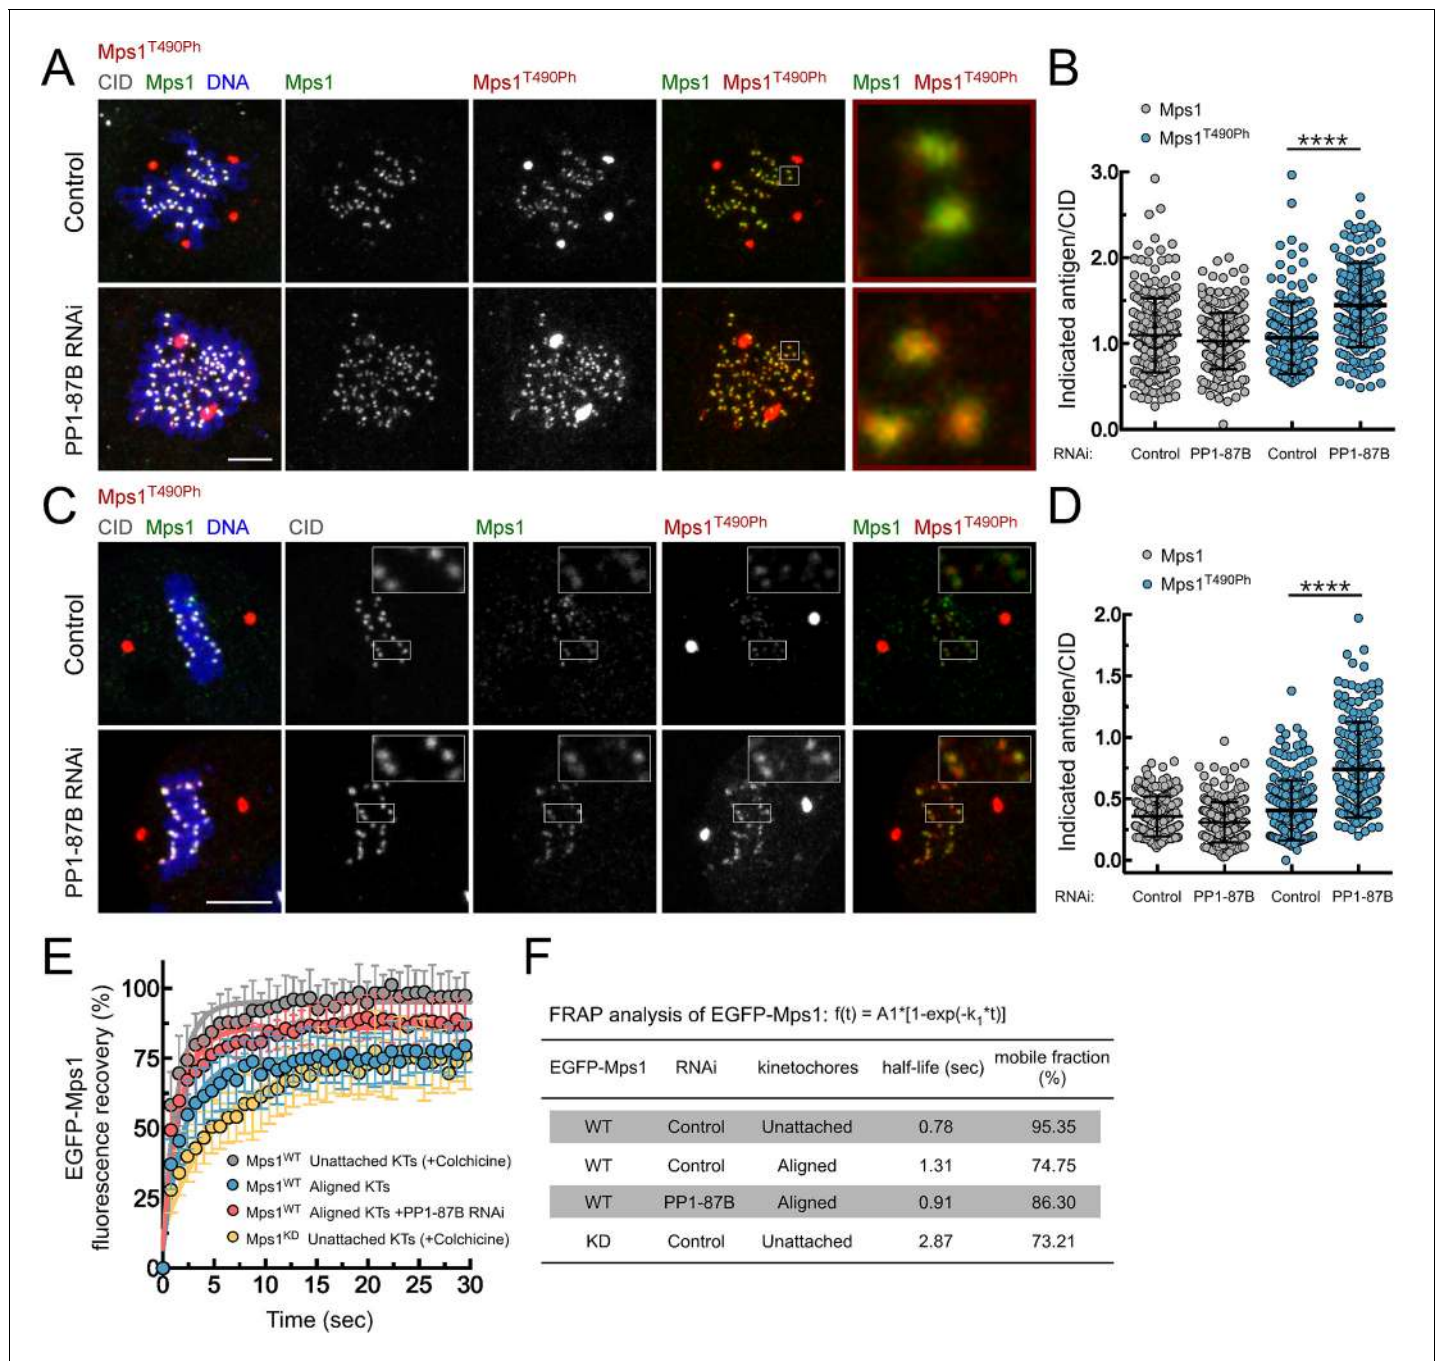 A
Mps1T490Ph
CID Mps1 DNA
Mps1
Mps1T490Ph
Mps1 Mps1T490Ph
Mps1 Mps1T490Ph
Control
PP1-87B RNAi
B
Mps1
Mps1T490Ph
****
Indicated antigen/CID
3.0
2.0
1.0
0.0
RNAi: Control PP1-87B Control PP1-87B
C
Mps1T490Ph
CID Mps1 DNA
CID
Mps1
Mps1T490Ph
Mps1 Mps1T490Ph
Control
PP1-87B RNAi
D
Mps1
Mps1T490Ph
****
Indicated antigen/CID
2.0
1.5
1.0
0.5
0.0
RNAi: Control PP1-87B Control PP1-87B
E
EGFP-Mps1
fluorescence recovery (%)
100
75
50
25
0
Mps1WT Unattached KTs (+Colchicine)
Mps1WT Aligned KTs
Mps1WT Aligned KTs +PP1-87B RNAi
Mps1KD Unattached KTs (+Colchicine)
0 5 10 15 20 25 30
Time (sec)
F
FRAP analysis of EGFP-Mps1: f(t) = A1*[1-exp(-k1*t)]
EGFP-Mps1 RNAi kinetochores half-life (sec) mobile fraction (%)
WT Control Unattached 0.78 95.35
WT Control Aligned 1.31 74.75
WT PP1-87B Aligned 0.91 86.30
KD Control Unattached 2.87 73.21